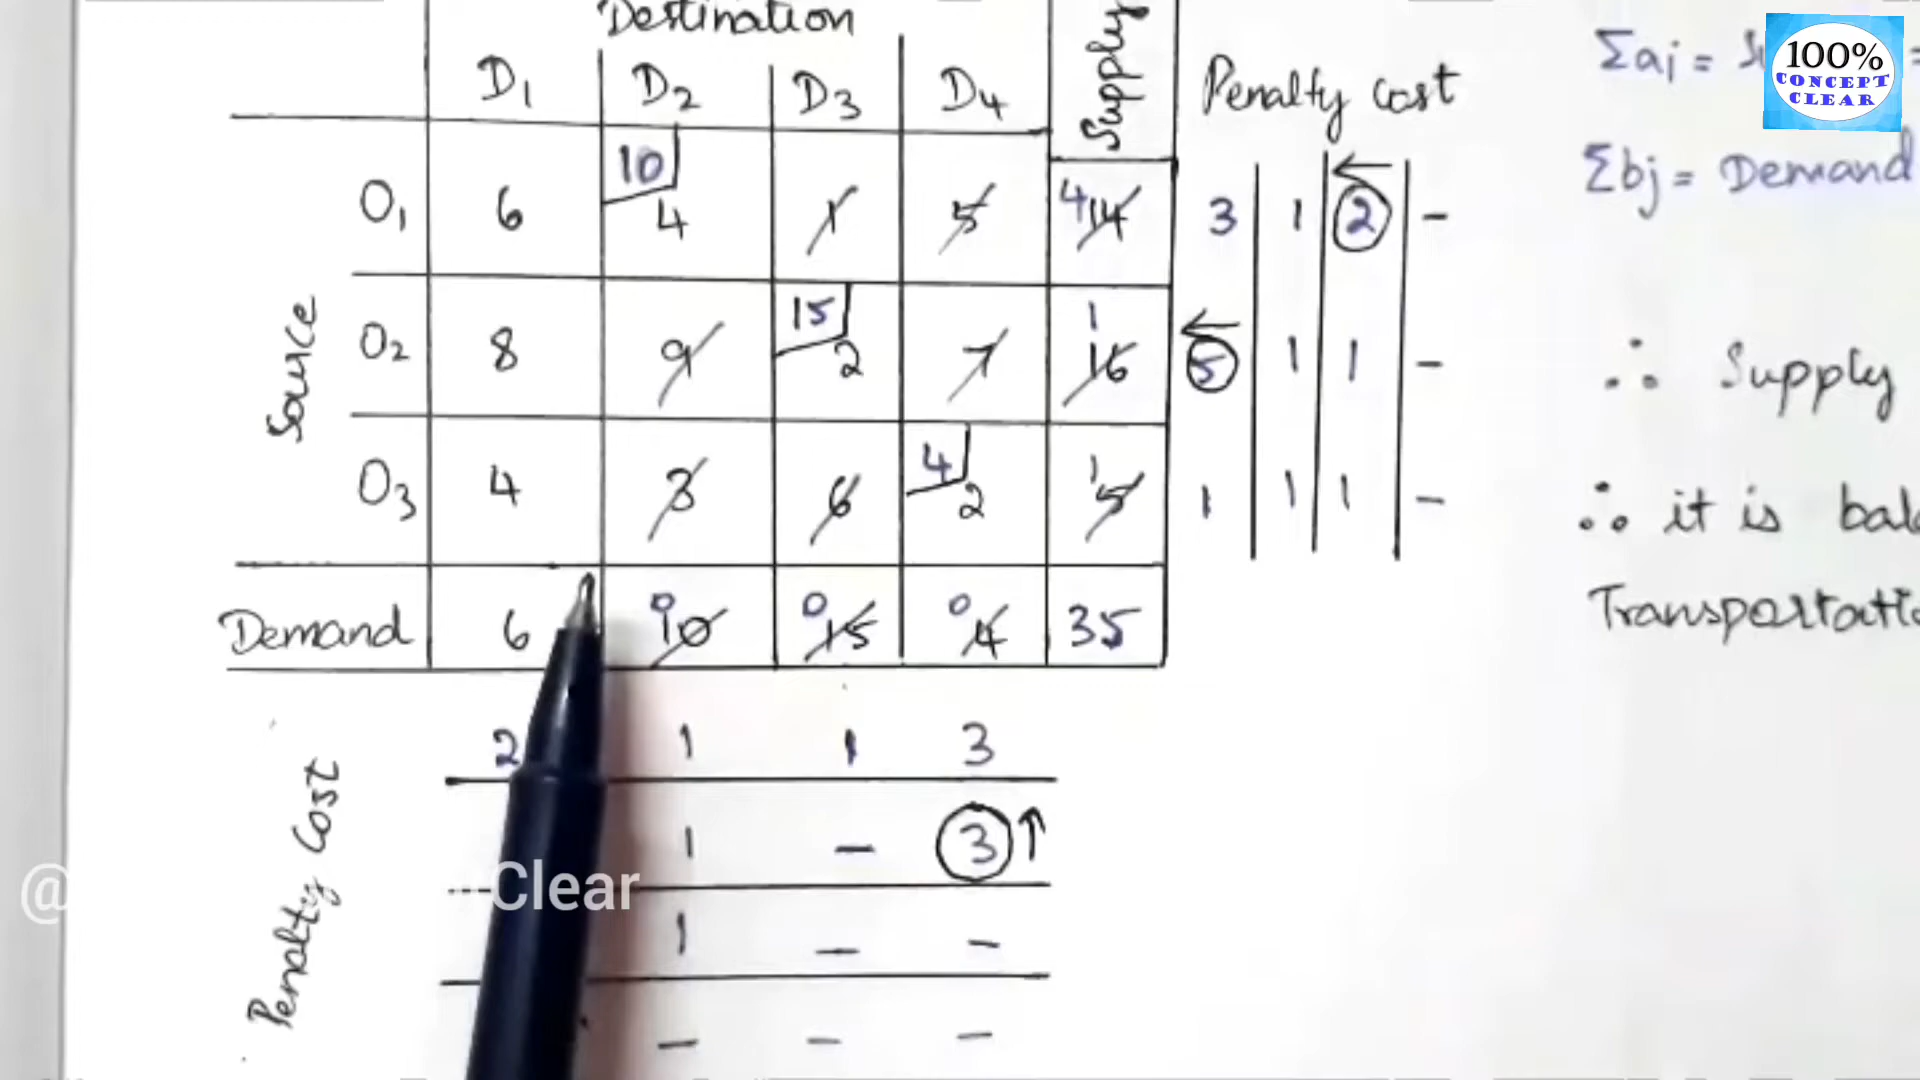 Destination
D1 D2 D3 D4 Supply Penalty Cost
O1 6 10 4 1 5 4 14 3 1 2 -
O2 8 9 15 2 7 1 16 5 1 1 -
O3 4 3 6 4 2 1 5 1 1 1 -
Source
Demand 6 0 10 0 15 0 4 35
Penalty Cost
2 1 1 3
1 - 3 ↑
1 - -
- - -
Σai =
Σbj = Demand
∴ Supply
∴ it is
100%
CONCEPT
CLEAR
Clear